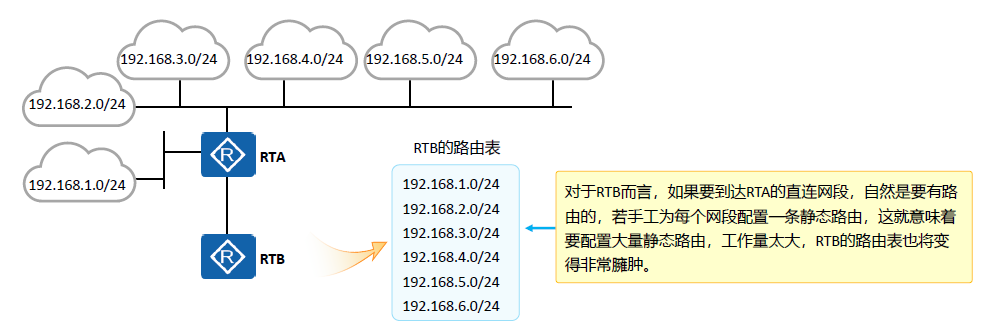 192.168.3.0/24
192.168.4.0/24
192.168.5.0/24
192.168.6.0/24
192.168.2.0/24
192.168.1.0/24
R
RTA
R
RTB
RTB的路由表
192.168.1.0/24
192.168.2.0/24
192.168.3.0/24
192.168.4.0/24
192.168.5.0/24
192.168.6.0/24
对于RTB而言，如果要到达RTA的直连网段，自然是要有路
由的，若手工为每个网段配置一条静态路由，这就意味着
要配置大量静态路由，工作量太大，RTB的路由表也将变
得非常臃肿。